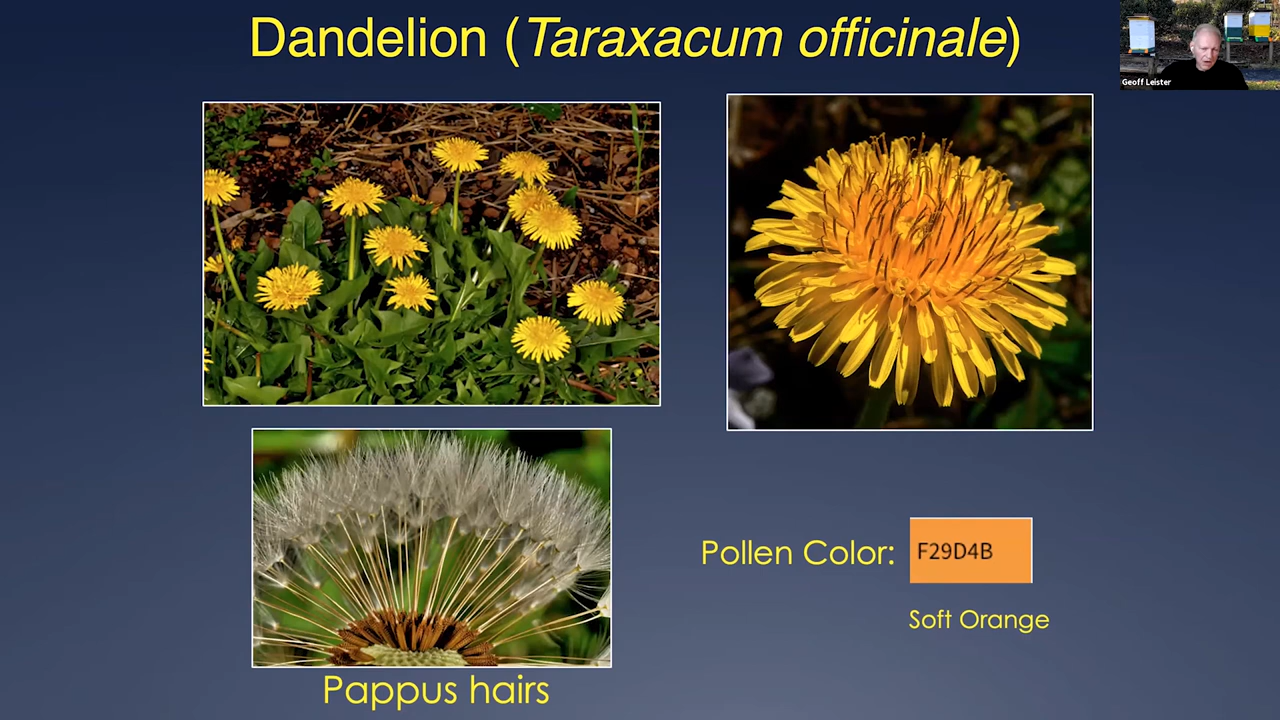 Dandelion (Taraxacum officinale)
Geoff Leister
Pollen Color:
F29D4B
Soft Orange
Pappus hairs